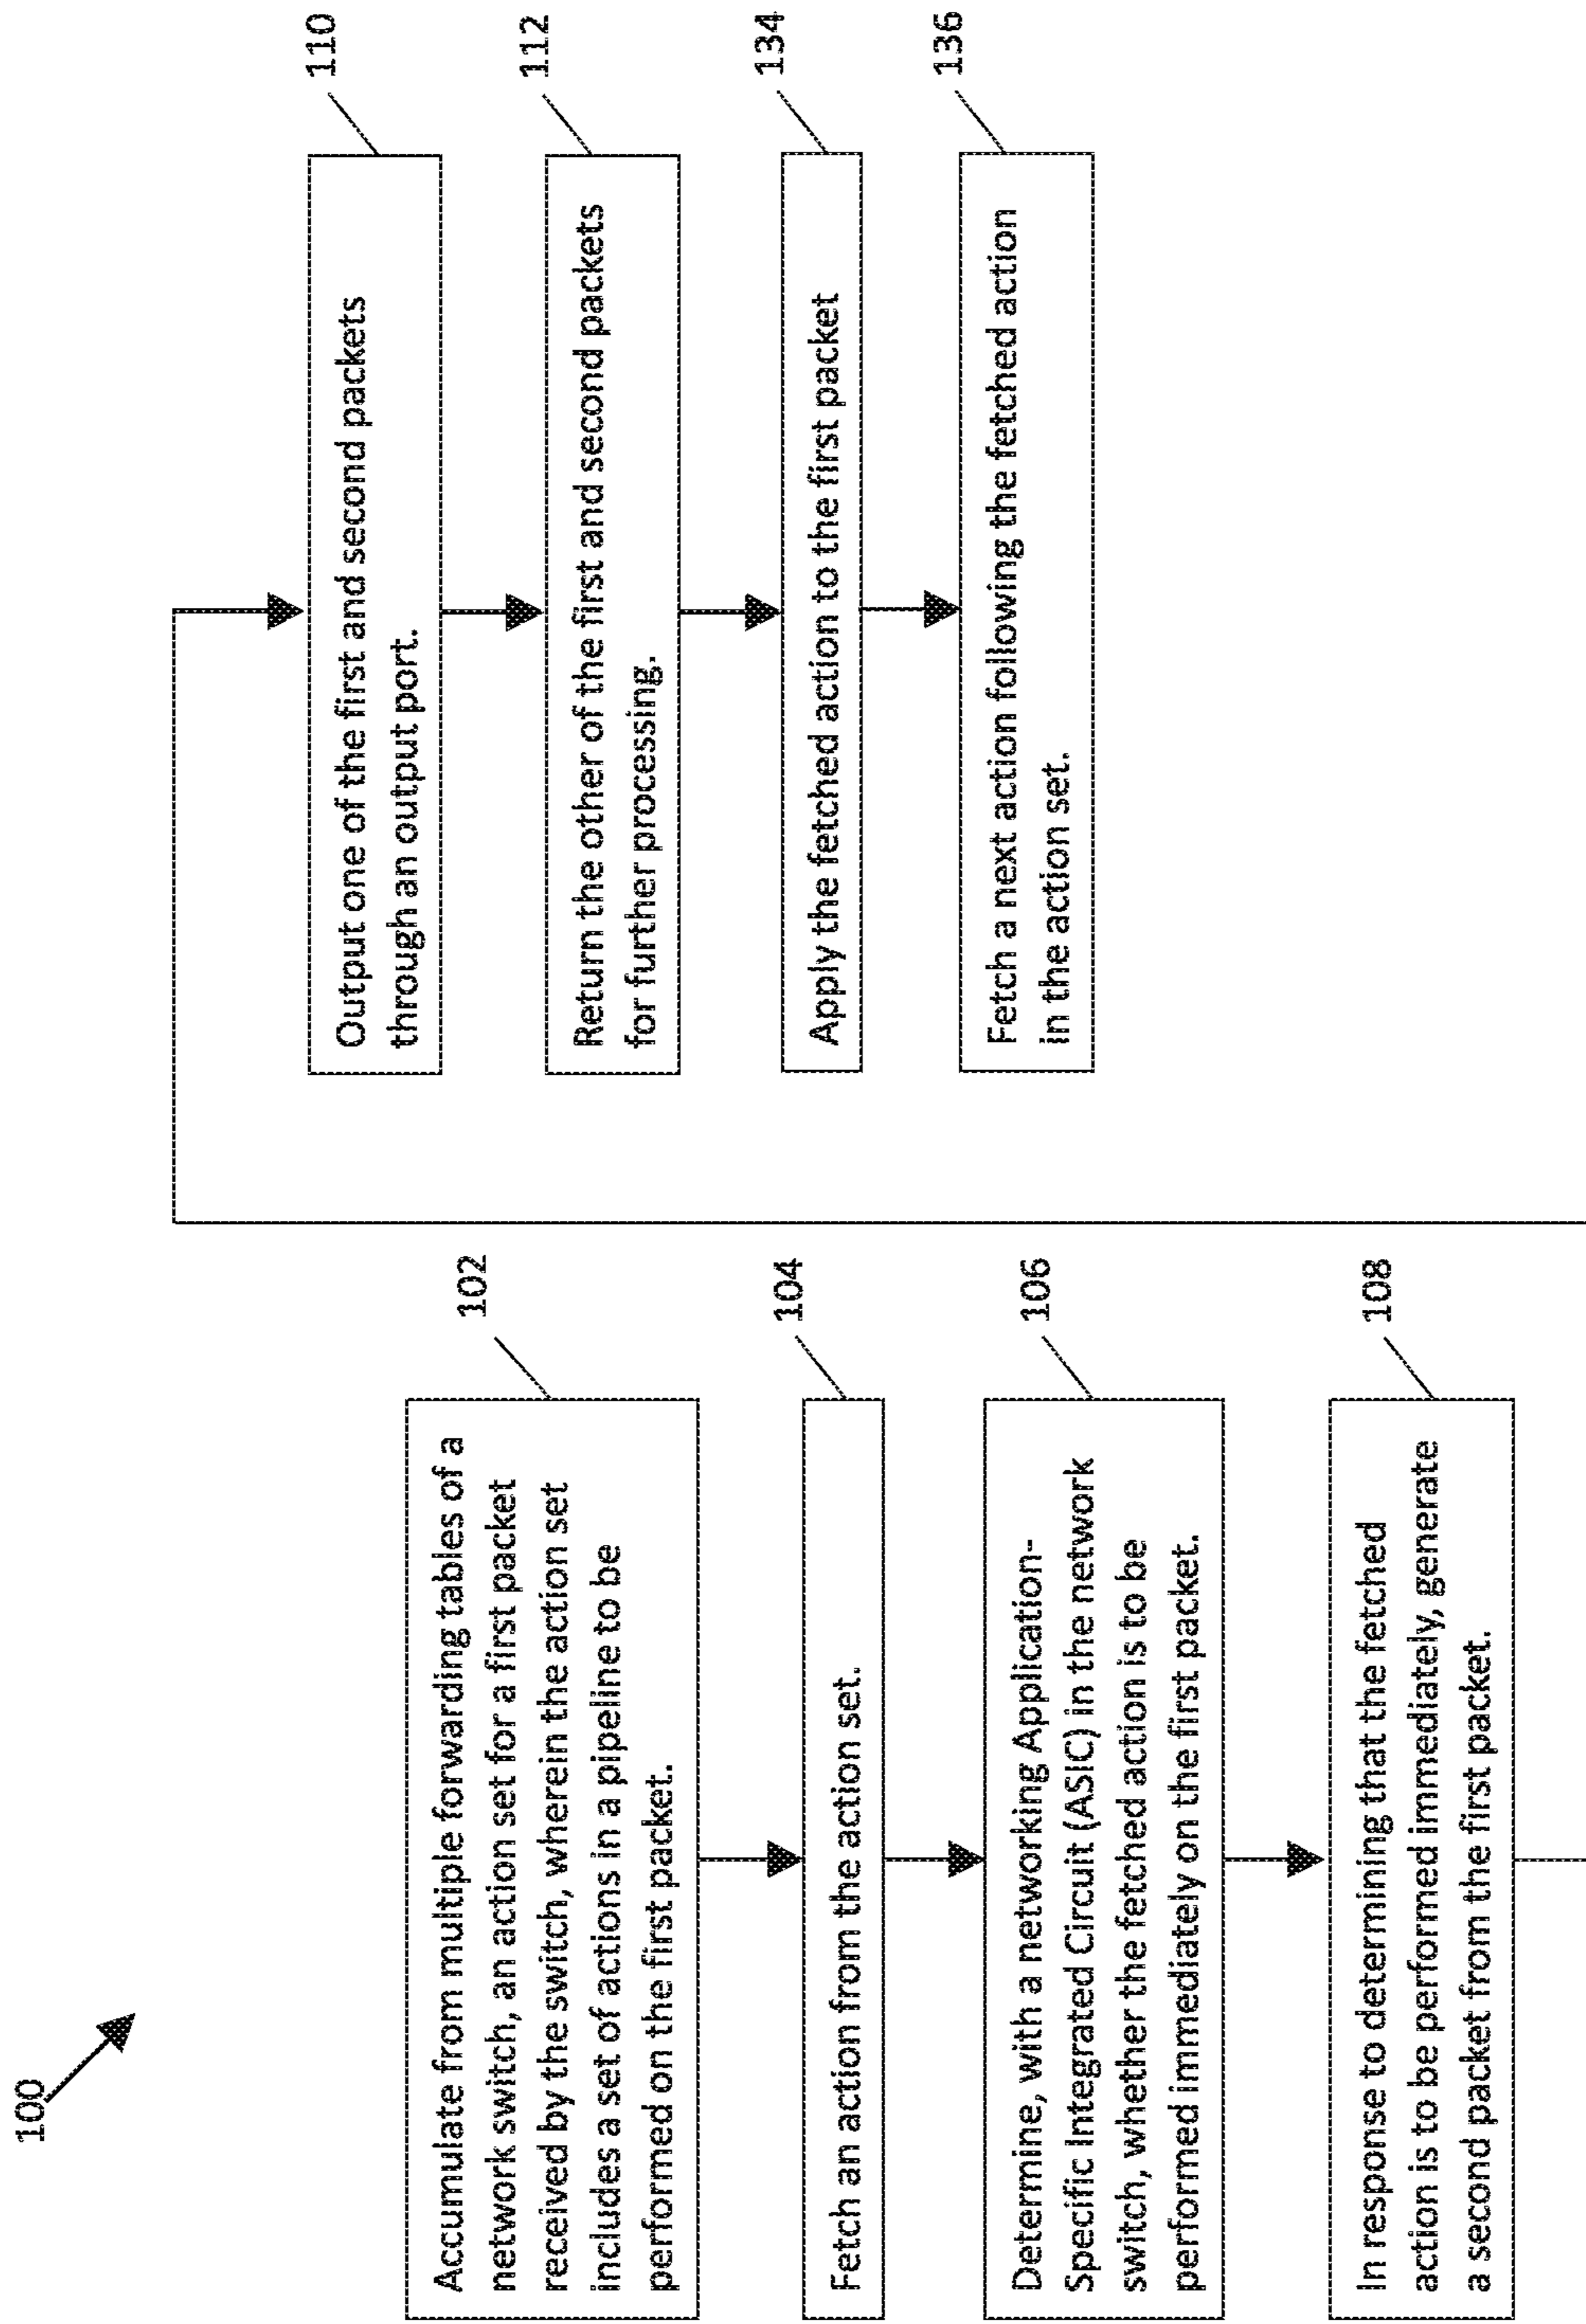 100
Accumulate from multiple forwarding tables of a
network switch, an action set for a first packet
received by the switch, wherein the action set
includes a set of actions in a pipeline to be
performed on the first packet.
102
Fetch an action from the action set.
104
Determine, with a networking Application-
Specific Integrated Circuit (ASIC) in the network
switch, whether the fetched action is to be
performed immediately on the first packet.
106
In response to determining that the fetched
action is to be performed immediately, generate
a second packet from the first packet.
108
Output one of the first and second packets
through an output port.
110
Return the other of the first and second packets
for further processing.
112
Apply the fetched action to the first packet
134
Fetch a next action following the fetched action
in the action set.
136